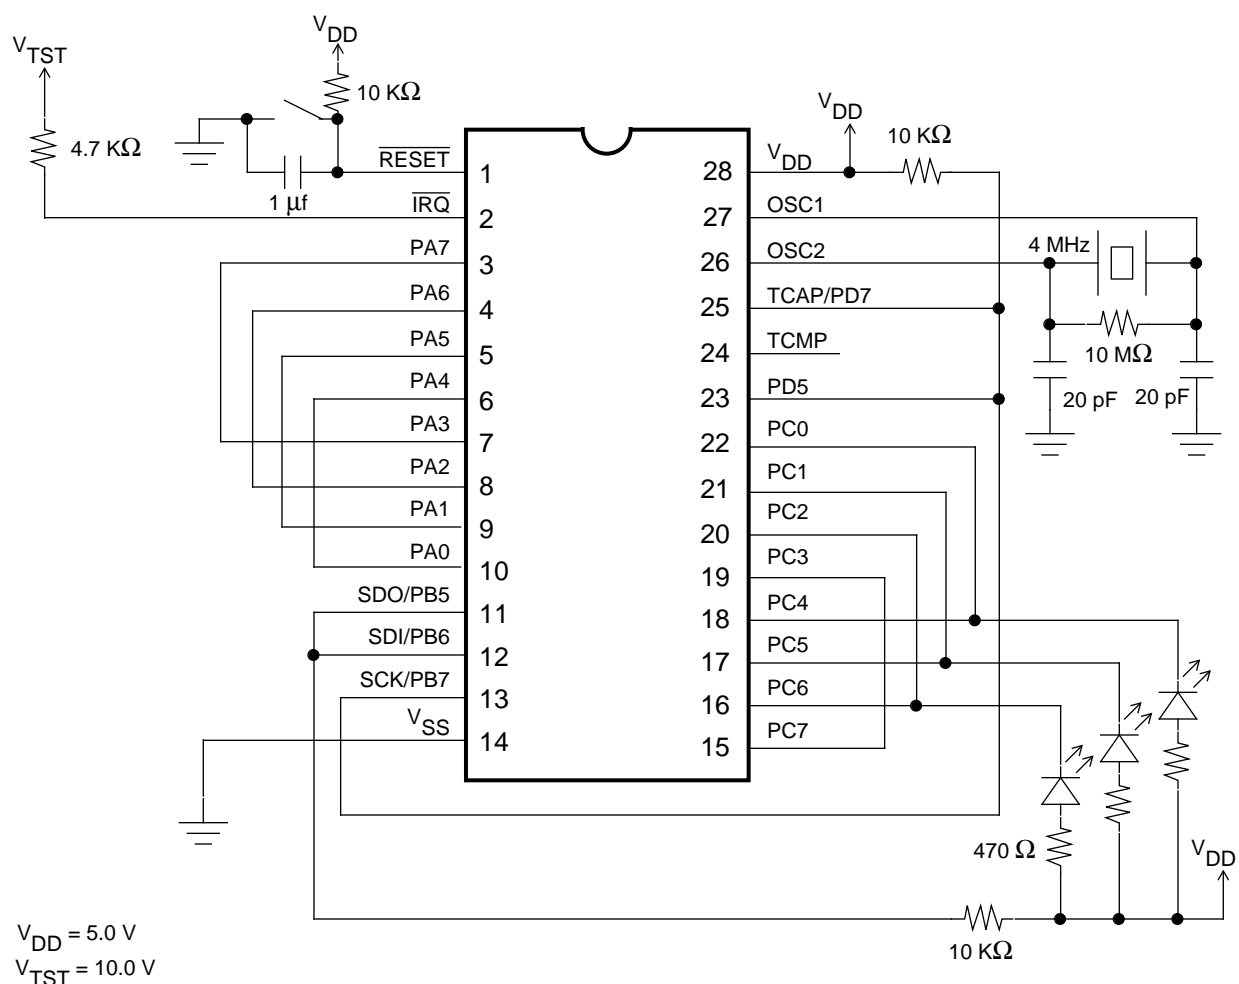 VTST
VDD
10 KΩ
4.7 KΩ
1 μf
RESET
IRQ
PA7
PA6
PA5
PA4
PA3
PA2
PA1
PA0
SDO/PB5
SDI/PB6
SCK/PB7
VSS
1
2
3
4
5
6
7
8
9
10
11
12
13
14
28
27
26
25
24
23
22
21
20
19
18
17
16
15
VDD
OSC1
OSC2
TCAP/PD7
TCMP
PD5
PC0
PC1
PC2
PC3
PC4
PC5
PC6
PC7
VDD
10 KΩ
4 MHz
10 MΩ
20 pF
20 pF
470 Ω
VDD
10 KΩ
VDD = 5.0 V
VTST = 10.0 V